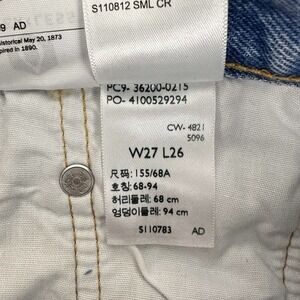 S110812 SML CR
9 AD
historical May 20, 1873
expired in 1890.
PC9- 36200-0215
PO- 4100529294
CW- 4821
5096
W27 L26
尺码: 155/68A
호칭: 68-94
허리둘레: 68 cm
엉덩이둘레: 94 cm
S110783 AD